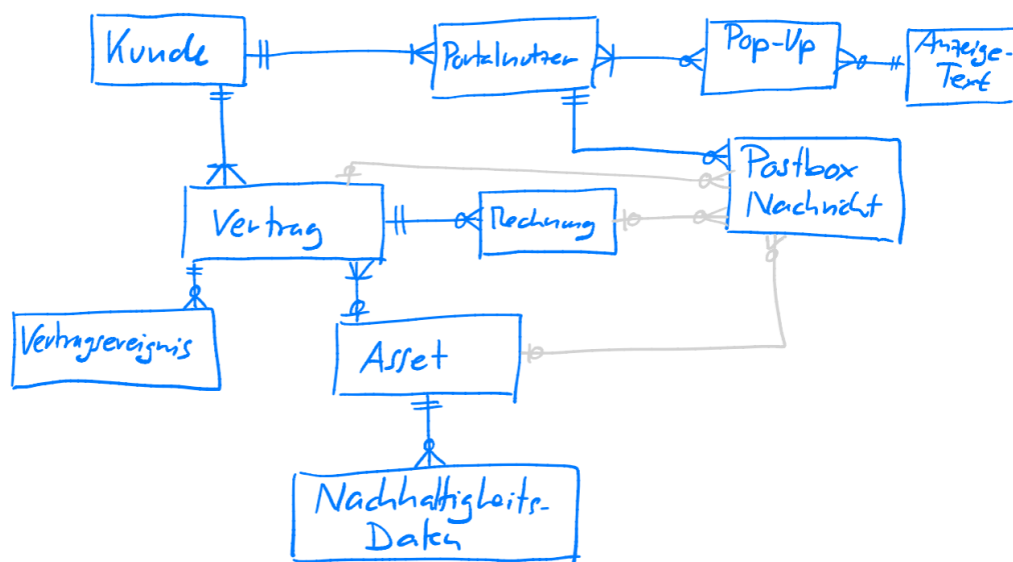 Kunde
Portalnutzer
Pop-Up
Anzeige-
Text
Postbox
Nachricht
Vertrag
Rechnung
Vertragsereignis
Asset
Nachhaltigkeits-
Daten